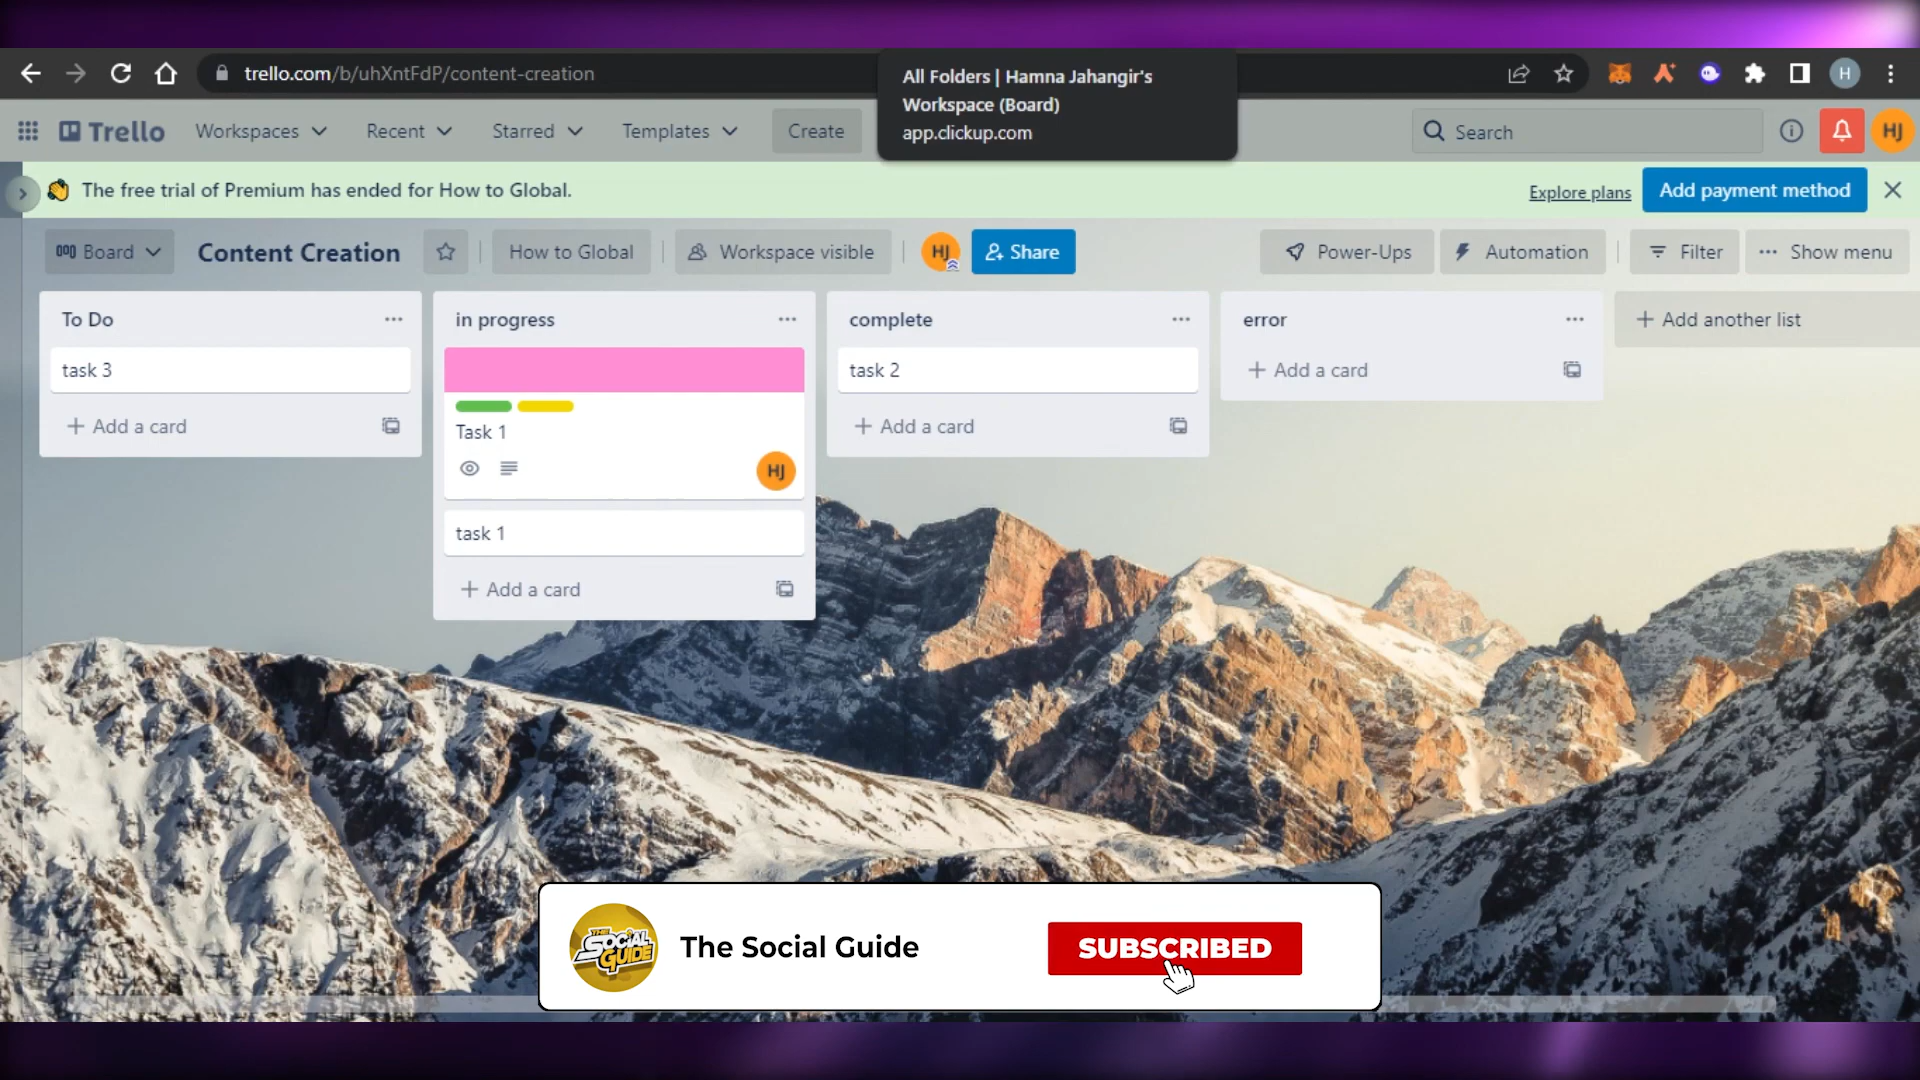 trello.com/b/uhXntFdP/content-creation
All Folders | Hamna Jahangir's
Workspace (Board)
app.clickup.com
H
Trello
Workspaces
Recent
Starred
Templates
Create
Search
HJ
The free trial of Premium has ended for How to Global.
Explore plans
Add payment method
Board
Content Creation
How to Global
Workspace visible
HJ
Share
Power-Ups
Automation
Filter
Show menu
To Do
task 3
+ Add a card
in progress
Task 1
HJ
task 1
+ Add a card
complete
task 2
+ Add a card
error
+ Add a card
+ Add another list
THE SOCIAL GUIDE
The Social Guide
SUBSCRIBED